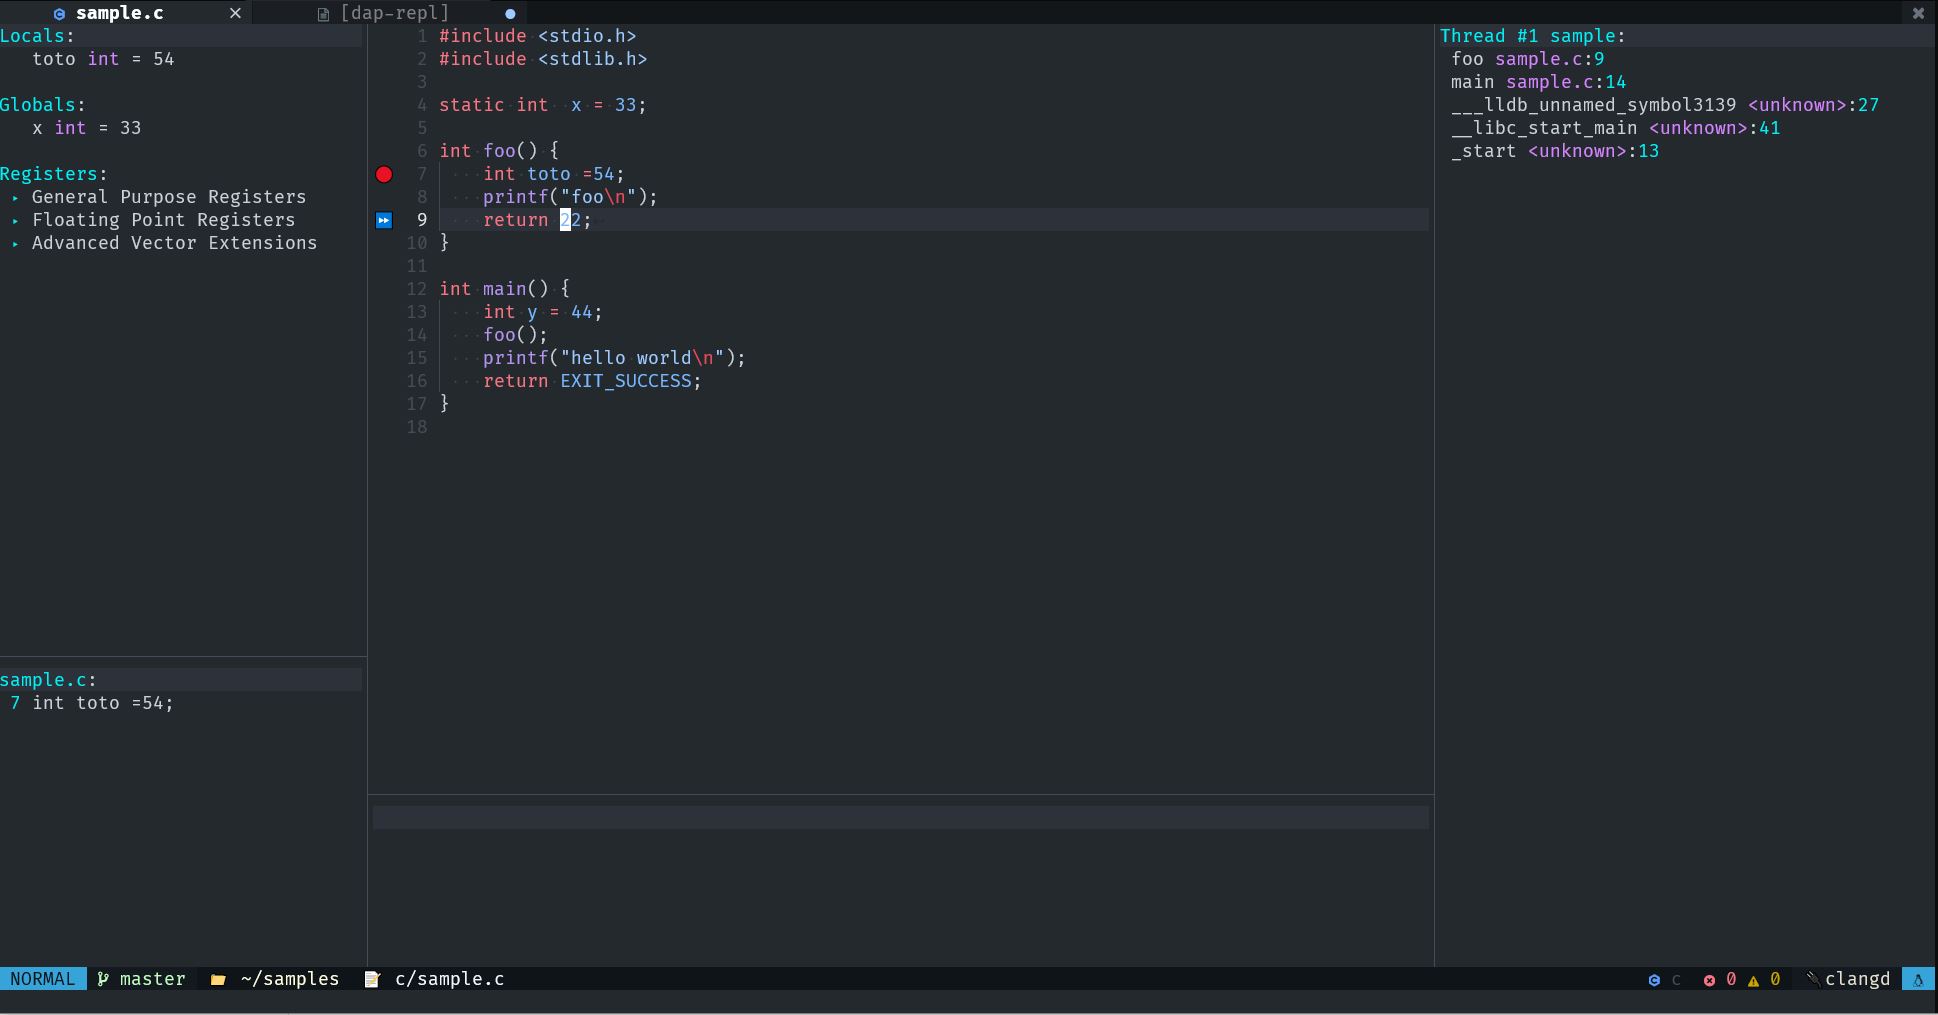 sample.c × [dap-repl] ● ✖
Locals:
toto int = 54
Globals:
x int = 33
Registers:
▸ General Purpose Registers
▸ Floating Point Registers
▸ Advanced Vector Extensions
sample.c:
7 int toto =54;
1 #include <stdio.h>
2 #include <stdlib.h>
3
4 static int  x = 33;
5
6 int foo() {
7     int toto =54;
8     printf("foo\n");
9     return 22;
10 }
11
12 int main() {
13     int y = 44;
14     foo();
15     printf("hello world\n");
16     return EXIT_SUCCESS;
17 }
18
Thread #1 sample:
foo sample.c:9
main sample.c:14
___lldb_unnamed_symbol3139 <unknown>:27
__libc_start_main <unknown>:41
_start <unknown>:13
NORMAL master ~/samples c/sample.c c 0 0 clangd